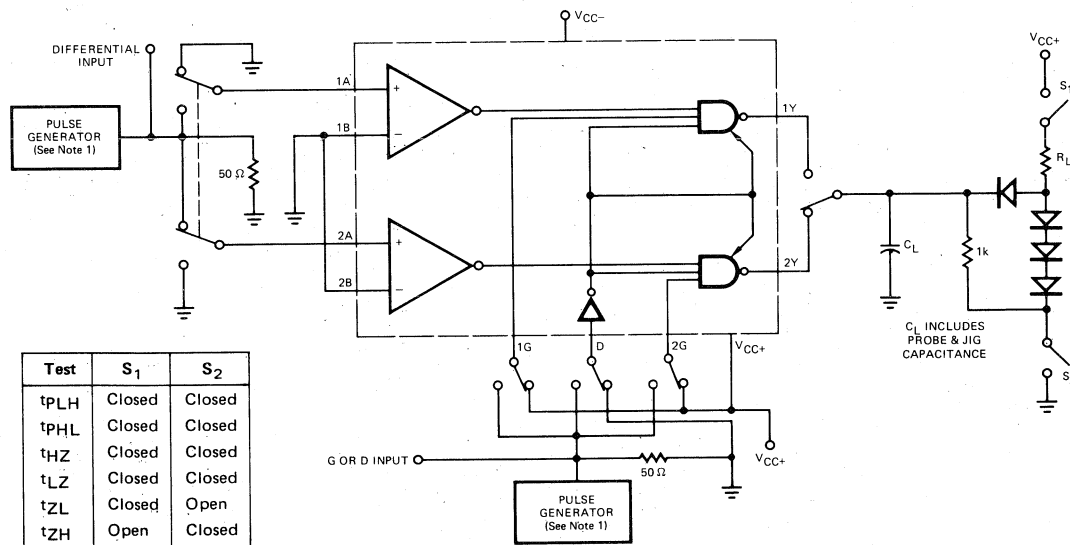 VCC−
DIFFERENTIAL
INPUT
VCC+
S1
PULSE
GENERATOR
(See Note 1)
50 Ω
1A
+
1B
−
1Y
RL
2A
+
2B
−
2Y
CL
1k
CL INCLUDES
PROBE & JIG
CAPACITANCE
1G
D
2G
VCC+
S
Test S1 S2
tPLH Closed Closed
tPHL Closed Closed
tHZ Closed Closed
tLZ Closed Closed
tZL Closed Open
tZH Open Closed
G OR D INPUT
50 Ω
VCC+
PULSE
GENERATOR
(See Note 1)